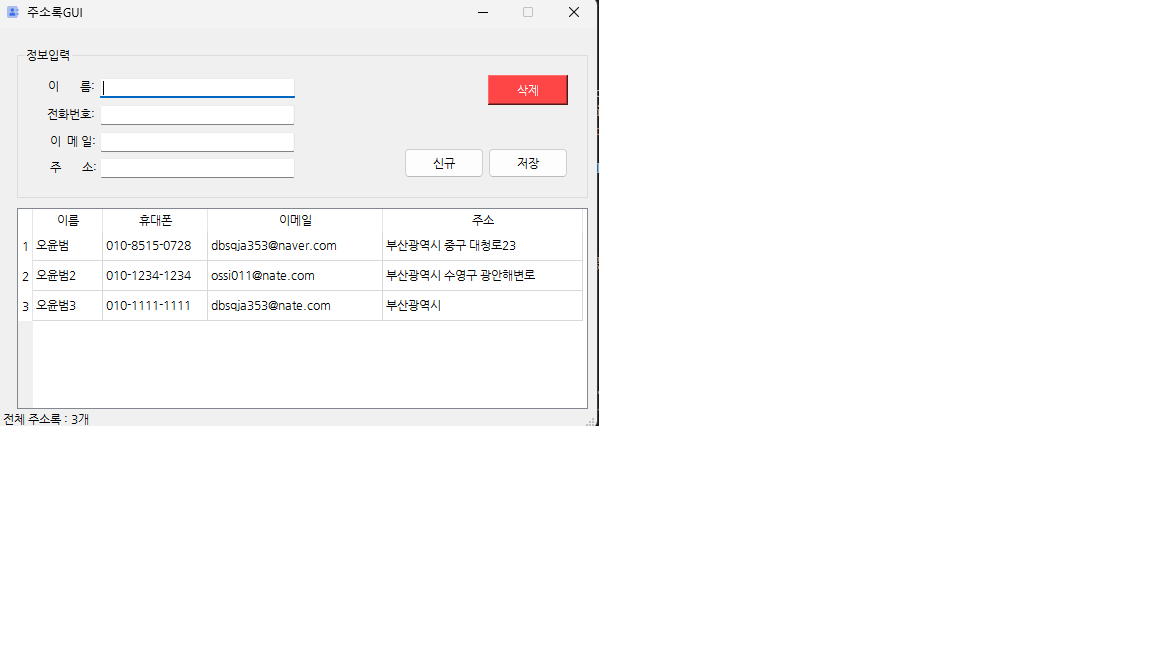 주소록GUI
정보입력
이 름:
삭제
전화번호:
이 메 일:
주 소:
신규 저장
이름 휴대폰 이메일 주소
1 오윤범 010-8515-0728 dbsqja353@naver.com 부산광역시 중구 대청로23
2 오윤범2 010-1234-1234 ossi011@nate.com 부산광역시 수영구 광안해변로
3 오윤범3 010-1111-1111 dbsqja353@nate.com 부산광역시
전체 주소록 : 3개